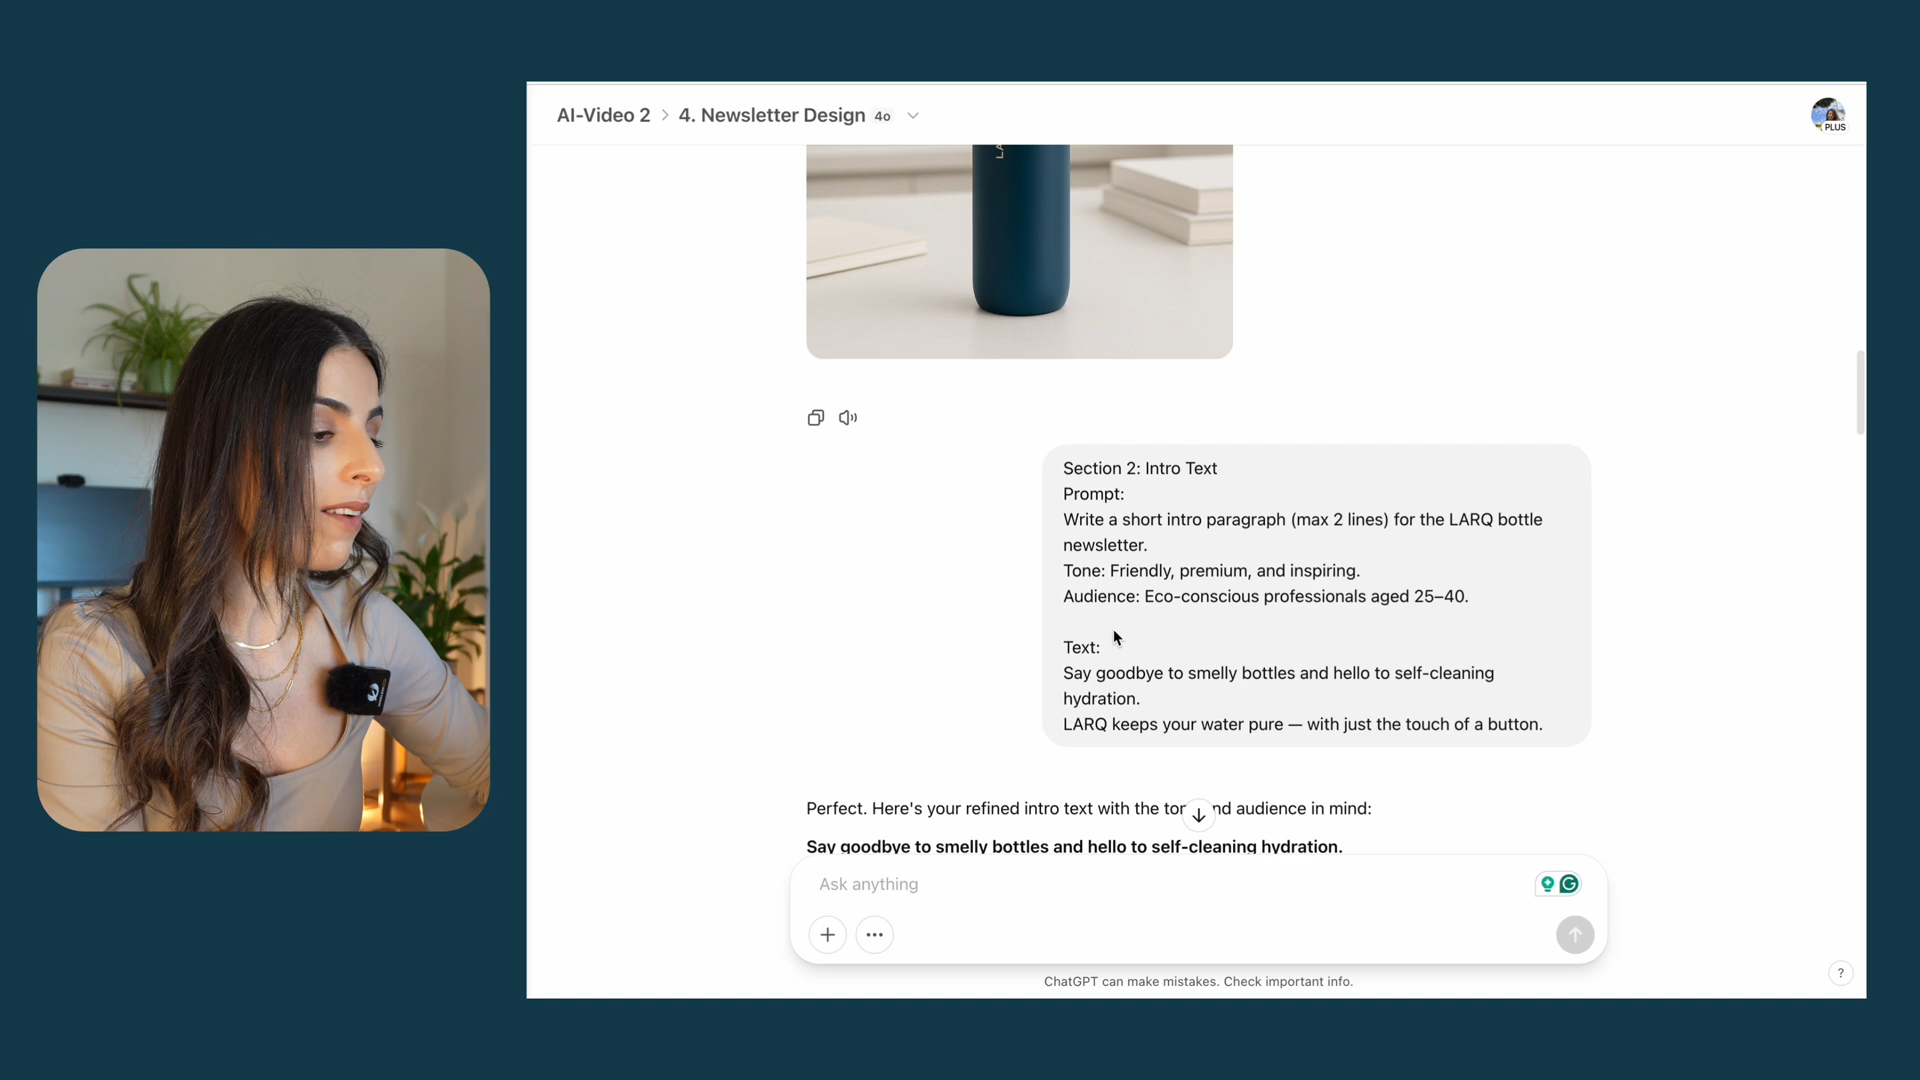 AI-Video 2 > 4. Newsletter Design 4o
PLUS
LA
Section 2: Intro Text
Prompt:
Write a short intro paragraph (max 2 lines) for the LARQ bottle
newsletter.
Tone: Friendly, premium, and inspiring.
Audience: Eco-conscious professionals aged 25–40.
Text:
Say goodbye to smelly bottles and hello to self-cleaning
hydration.
LARQ keeps your water pure — with just the touch of a button.
Perfect. Here's your refined intro text with the audience in mind:
Say goodbye to smelly bottles and hello to self-cleaning hydration.
Ask anything
ChatGPT can make mistakes. Check important info.
?